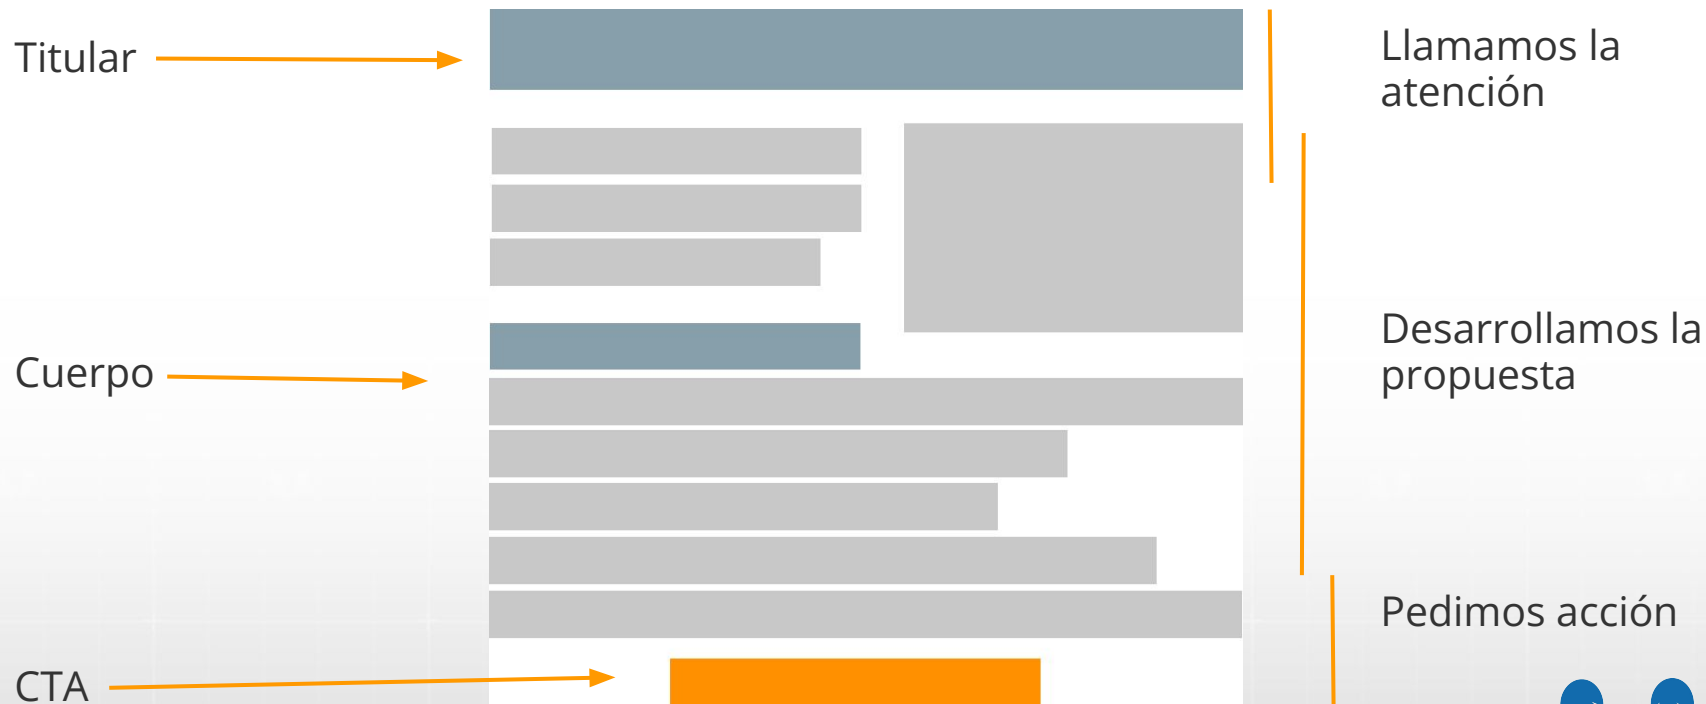 Titular
Llamamos la
atención
Cuerpo
Desarrollamos la
propuesta
Pedimos acción
CTA